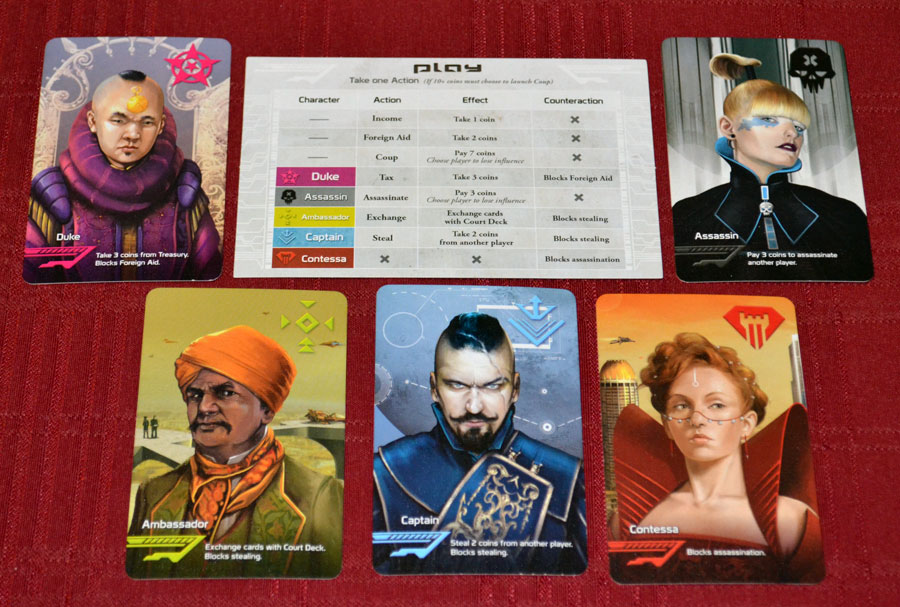 play
Take one Action (If 10+ coins must choose to launch Coup)
Character Action Effect Counteraction
— Income Take 1 coin ×
— Foreign Aid Take 2 coins ×
— Coup Pay 7 coins ×
Choose player to lose influence
Duke Tax Take 3 coins Blocks Foreign Aid
Assassin Assassinate Pay 3 coins ×
Choose player to lose influence
Ambassador Exchange Exchange cards Blocks stealing
with Court Deck
Captain Steal Take 2 coins Blocks stealing
from another player
Contessa × × Blocks assassination
Duke
Take 3 coins from Treasury.
Blocks Foreign Aid.
Assassin
Pay 3 coins to assassinate
another player.
Ambassador
Exchange cards with Court Deck.
Blocks stealing.
Captain
Steal 2 coins from another player.
Blocks stealing.
Contessa
Blocks assassination.